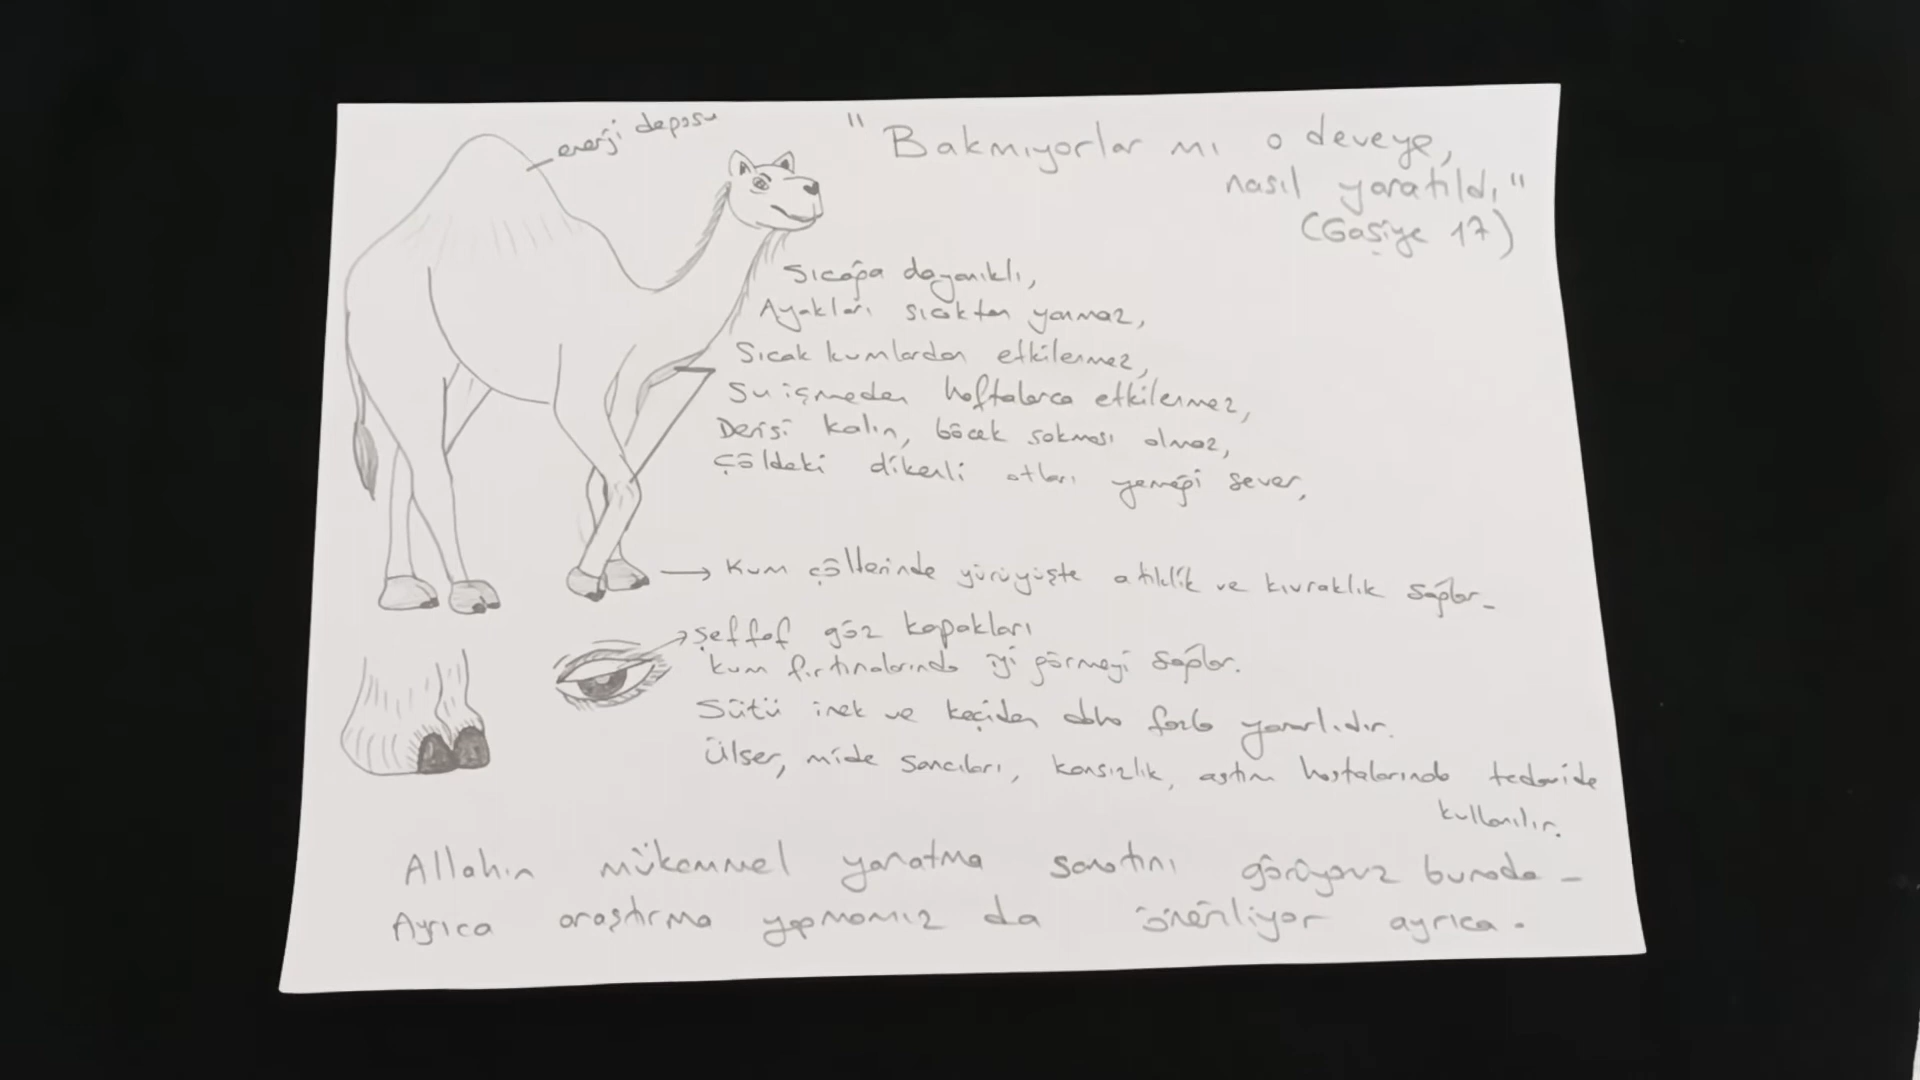 enerji deposu
"Bakmıyorlar mı o deveye,
nasıl yaratıldı"
(Gaşiye 17)
Sıcağa dayanıklı,
Ayakları sıcaktan yanmaz,
Sıcak kumlardan etkilenmez,
Su içmeden haftalarca etkilenmez,
Derisi kalın, böcek sokması olmaz,
Çöldeki dikenli otları yemeği sever,
→ Kum çöllerinde yürüyüşte atiklik ve kıvraklık sağlar.
→ şeffaf göz kapakları
kum fırtınalarında iyi görmeyi sağlar.
Sütü inek ve keçiden daha fazla yararlıdır.
Ülser, mide sancıları, kansızlık, astım hastalarında tedavide
kullanılır.
Allahın mükemmel yaratma sanatını görüyoruz burada -
Ayrıca araştırma yapmamız da öneriliyor ayrıca.